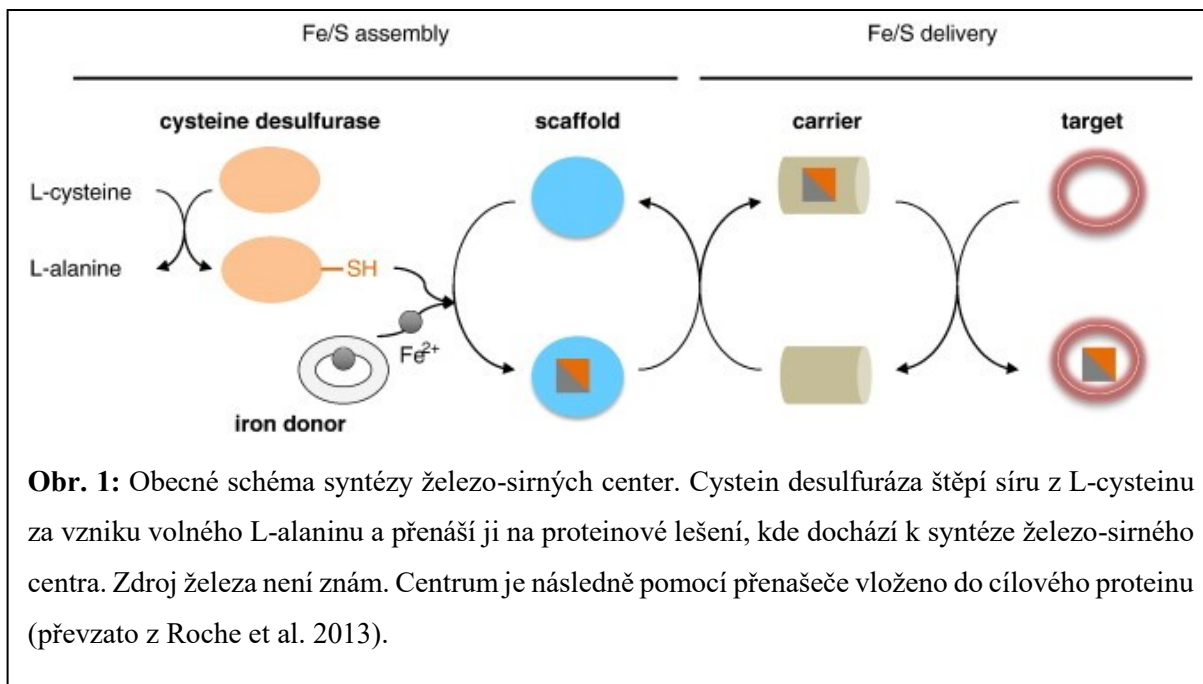 Fe/S assembly
Fe/S delivery
cysteine desulfurase
scaffold
carrier
target
L-cysteine
L-alanine
SH
Fe2+
iron donor
Obr. 1: Obecné schéma syntézy železo-sirných center. Cystein desulfuráza štěpí síru z L-cysteinu
za vzniku volného L-alaninu a přenáší ji na proteinové lešení, kde dochází k syntéze železo-sirného
centra. Zdroj železa není znám. Centrum je následně pomocí přenašeče vloženo do cílového proteinu
(převzato z Roche et al. 2013).